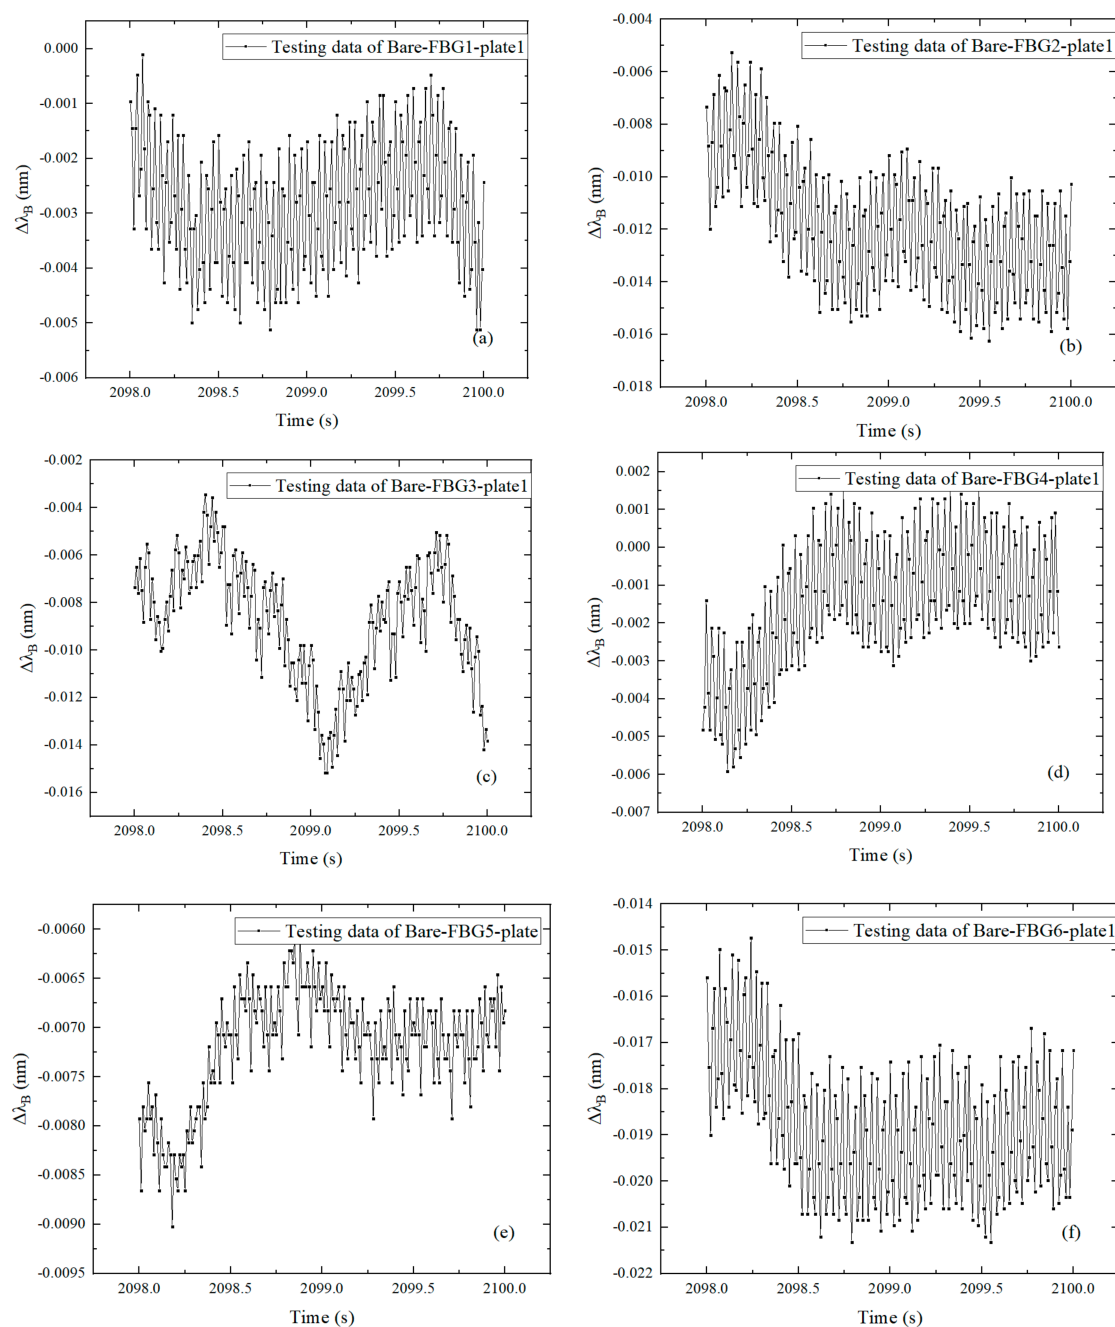 Testing data of Bare-FBG1-plate1
0.000
-0.001
-0.002
-0.003
-0.004
-0.005
-0.006
Δλ_B (nm)
(a)
2098.0 2098.5 2099.0 2099.5 2100.0
Time (s)
Testing data of Bare-FBG2-plate1
-0.004
-0.006
-0.008
-0.010
-0.012
-0.014
-0.016
-0.018
Δλ_B (nm)
(b)
2098.0 2098.5 2099.0 2099.5 2100.0
Time (s)
Testing data of Bare-FBG3-plate1
-0.002
-0.004
-0.006
-0.008
-0.010
-0.012
-0.014
-0.016
Δλ_B (nm)
(c)
2098.0 2098.5 2099.0 2099.5 2100.0
Time (s)
Testing data of Bare-FBG4-plate1
0.002
0.001
0.000
-0.001
-0.002
-0.003
-0.004
-0.005
-0.006
-0.007
Δλ_B (nm)
(d)
2098.0 2098.5 2099.0 2099.5 2100.0
Time (s)
Testing data of Bare-FBG5-plate
-0.0060
-0.0065
-0.0070
-0.0075
-0.0080
-0.0085
-0.0090
-0.0095
Δλ_B (nm)
(e)
2098.0 2098.5 2099.0 2099.5 2100.0
Time (s)
Testing data of Bare-FBG6-plate1
-0.014
-0.015
-0.016
-0.017
-0.018
-0.019
-0.020
-0.021
-0.022
Δλ_B (nm)
(f)
2098.0 2098.5 2099.0 2099.5 2100.0
Time (s)